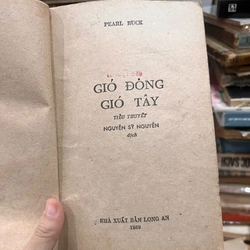 PEARL BUCK
GIÓ ĐÔNG
GIÓ TÂY
TIỂU THUYẾT
NGUYỄN SỸ NGUYÊN
dịch
NHÀ XUẤT BẢN LONG AN
1989